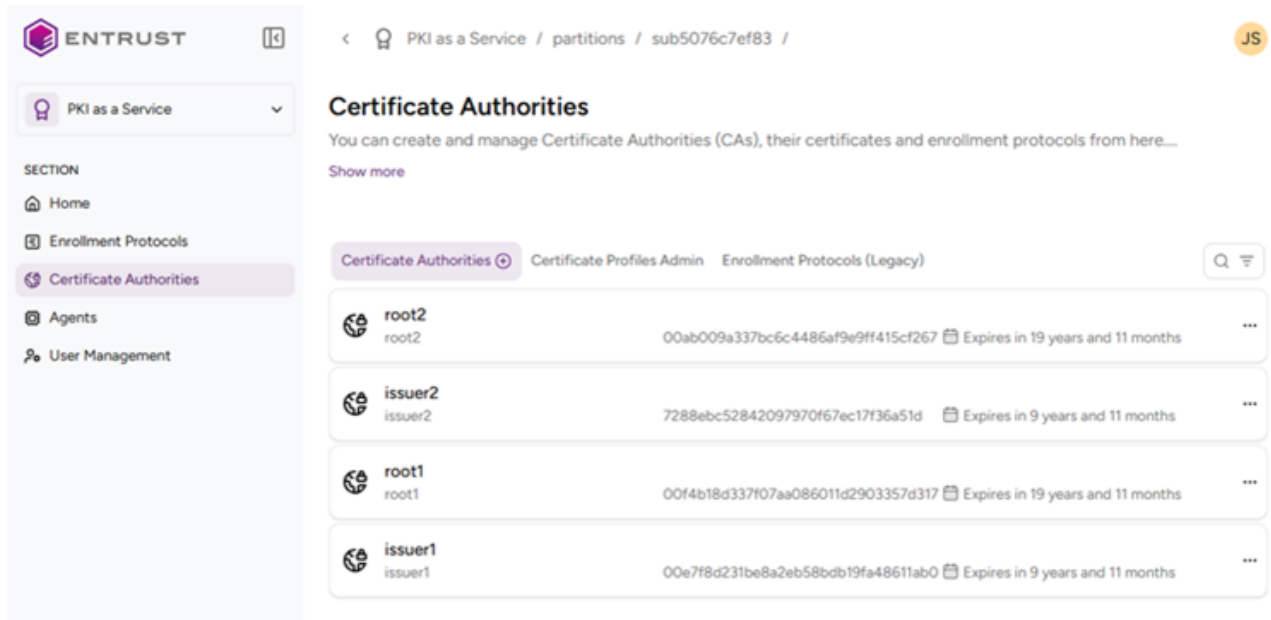 ENTRUST
PKI as a Service
SECTION
Home
Enrollment Protocols
Certificate Authorities
Agents
User Management
PKI as a Service / partitions / sub5076c7ef83 /
JS
Certificate Authorities
You can create and manage Certificate Authorities (CAs), their certificates and enrollment protocols from here....
Show more
Certificate Authorities Certificate Profiles Admin Enrollment Protocols (Legacy)
root2
root2 00ab009a337bc6c4486af9e9ff415cf267 Expires in 19 years and 11 months
issuer2
issuer2 7288ebc52842097970f67ec17f36a51d Expires in 9 years and 11 months
root1
root1 00f4b18d337f07aa086011d2903357d317 Expires in 19 years and 11 months
issuer1
issuer1 00e7f8d231be8a2eb58bdb19fa48611ab0 Expires in 9 years and 11 months